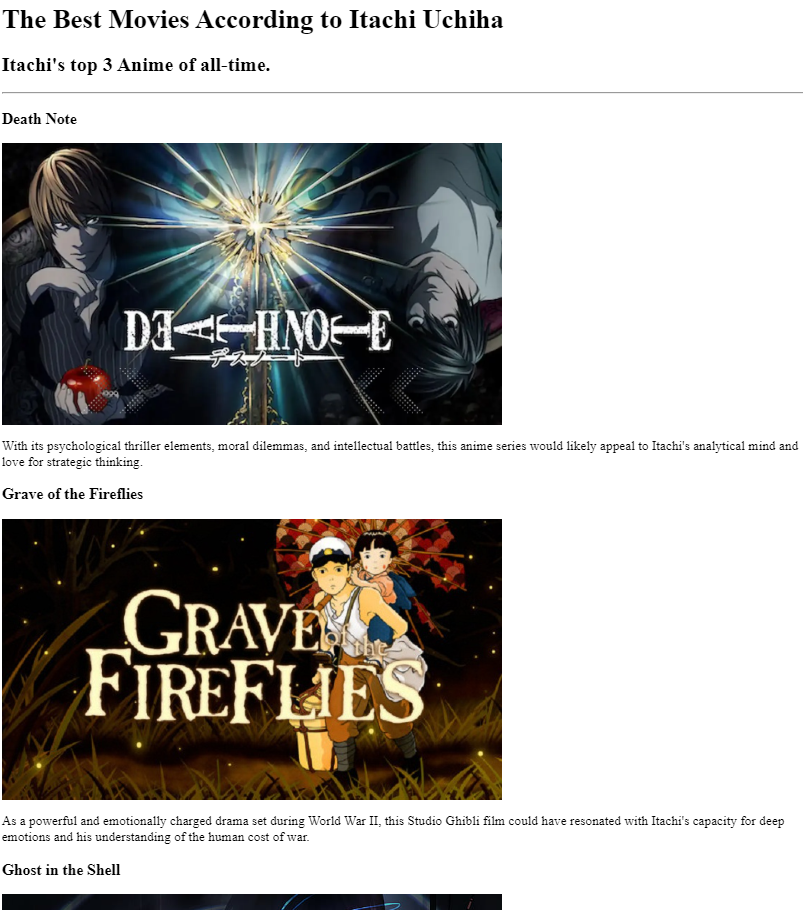 The Best Movies According to Itachi Uchiha
Itachi's top 3 Anime of all-time.
Death Note
DEATH NOTE
デスノート
With its psychological thriller elements, moral dilemmas, and intellectual battles, this anime series would likely appeal to Itachi's analytical mind and
love for strategic thinking.
Grave of the Fireflies
GRAVE of the
FIREFLIES
As a powerful and emotionally charged drama set during World War II, this Studio Ghibli film could have resonated with Itachi's capacity for deep
emotions and his understanding of the human cost of war.
Ghost in the Shell